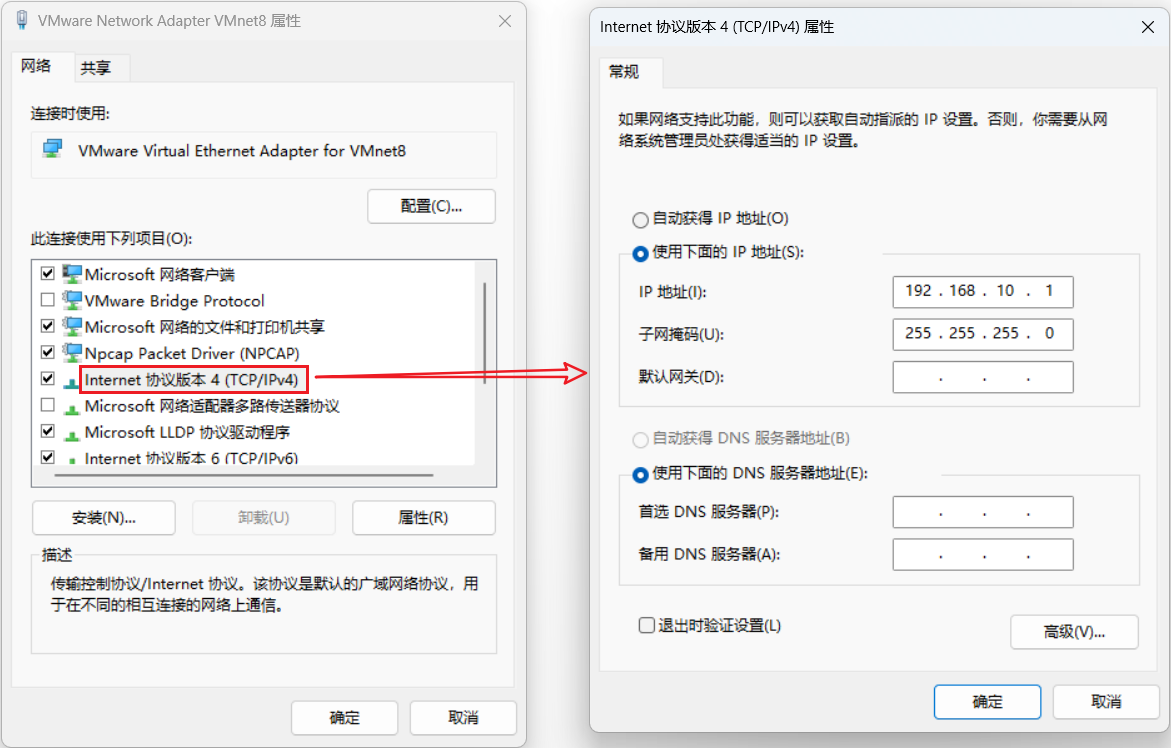 VMware Network Adapter VMnet8 属性
网络
共享
连接时使用:
VMware Virtual Ethernet Adapter for VMnet8
配置(C)...
此连接使用下列项目(O):
Microsoft 网络客户端
VMware Bridge Protocol
Microsoft 网络的文件和打印机共享
Npcap Packet Driver (NPCAP)
Internet 协议版本 4 (TCP/IPv4)
Microsoft 网络适配器多路传送器协议
Microsoft LLDP 协议驱动程序
Internet 协议版本 6 (TCP/IPv6)
安装(N)...
卸载(U)
属性(R)
描述
传输控制协议/Internet 协议。该协议是默认的广域网络协议，用
于在不同的相互连接的网络上通信。
确定
取消
Internet 协议版本 4 (TCP/IPv4) 属性
常规
如果网络支持此功能，则可以获取自动指派的 IP 设置。否则，你需要从网
络系统管理员处获得适当的 IP 设置。
自动获得 IP 地址(O)
使用下面的 IP 地址(S):
IP 地址(I):
192 . 168 . 10 . 1
子网掩码(U):
255 . 255 . 255 . 0
默认网关(D):
. . .
自动获得 DNS 服务器地址(B)
使用下面的 DNS 服务器地址(E):
首选 DNS 服务器(P):
. . .
备用 DNS 服务器(A):
. . .
退出时验证设置(L)
高级(V)...
确定
取消